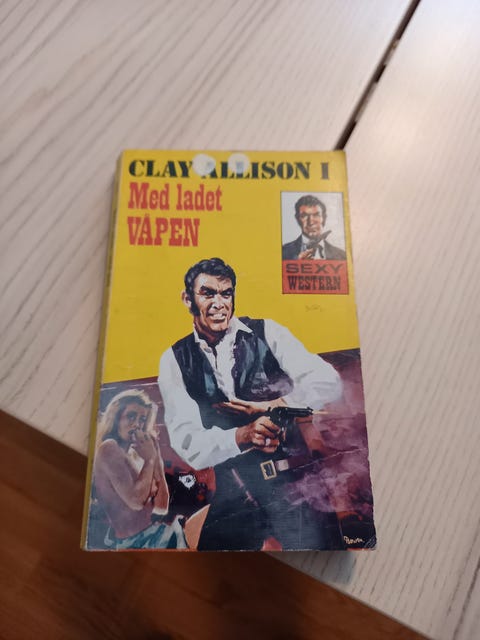 CLAY ALLISON 1
Med ladet
VÅPEN
SEXY
WESTERN